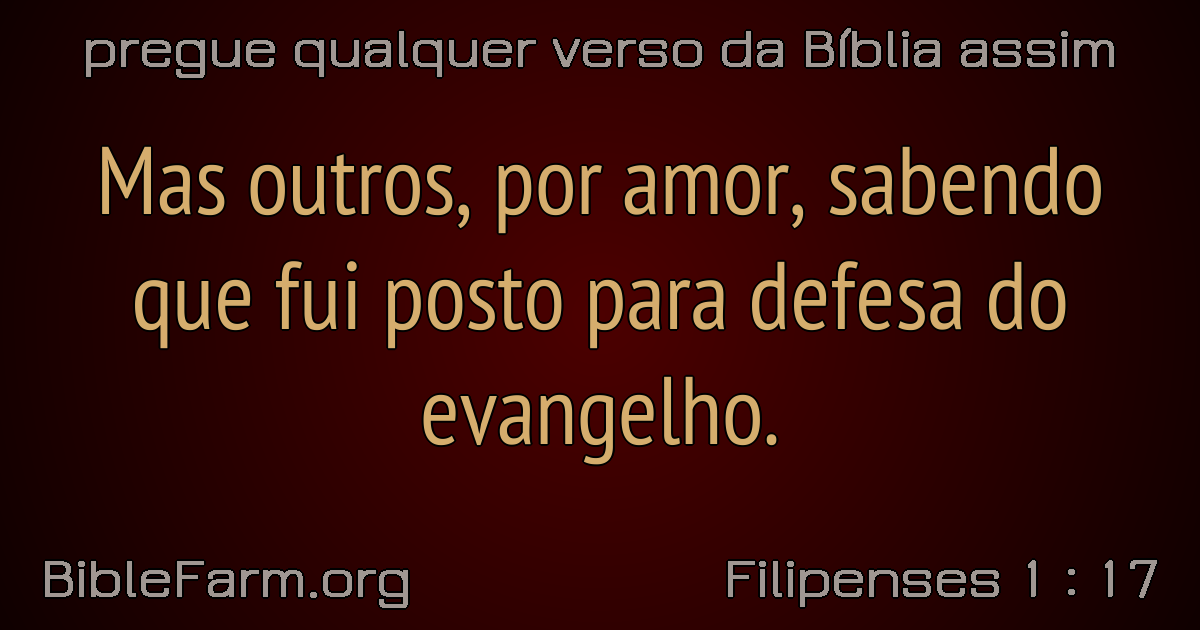 pregue qualquer verso da Bíblia assim
Mas outros, por amor, sabendo
que fui posto para defesa do
evangelho.
BibleFarm.org
Filipenses 1 : 17